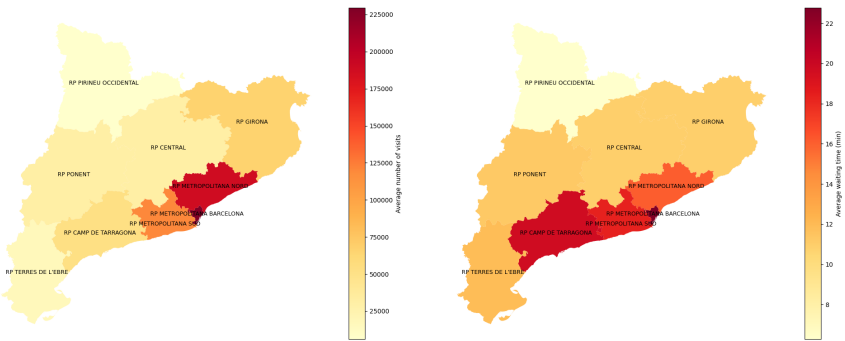 RP PIRINEU OCCIDENTAL
RP GIRONA
RP CENTRAL
RP PONENT
RP METROPOLITANA NORD
RP METROPOLITANA BARCELONA
RP METROPOLITANA SUD
RP CAMP DE TARRAGONA
RP TERRES DE L'EBRE
225000
200000
175000
150000
125000
100000
75000
50000
25000
Average number of visits
RP PIRINEU OCCIDENTAL
RP GIRONA
RP CENTRAL
RP PONENT
RP METROPOLITANA NORD
RP METROPOLITANA BARCELONA
RP METROPOLITANA SUD
RP CAMP DE TARRAGONA
RP TERRES DE L'EBRE
22
20
18
16
14
12
10
8
Average waiting time (min)